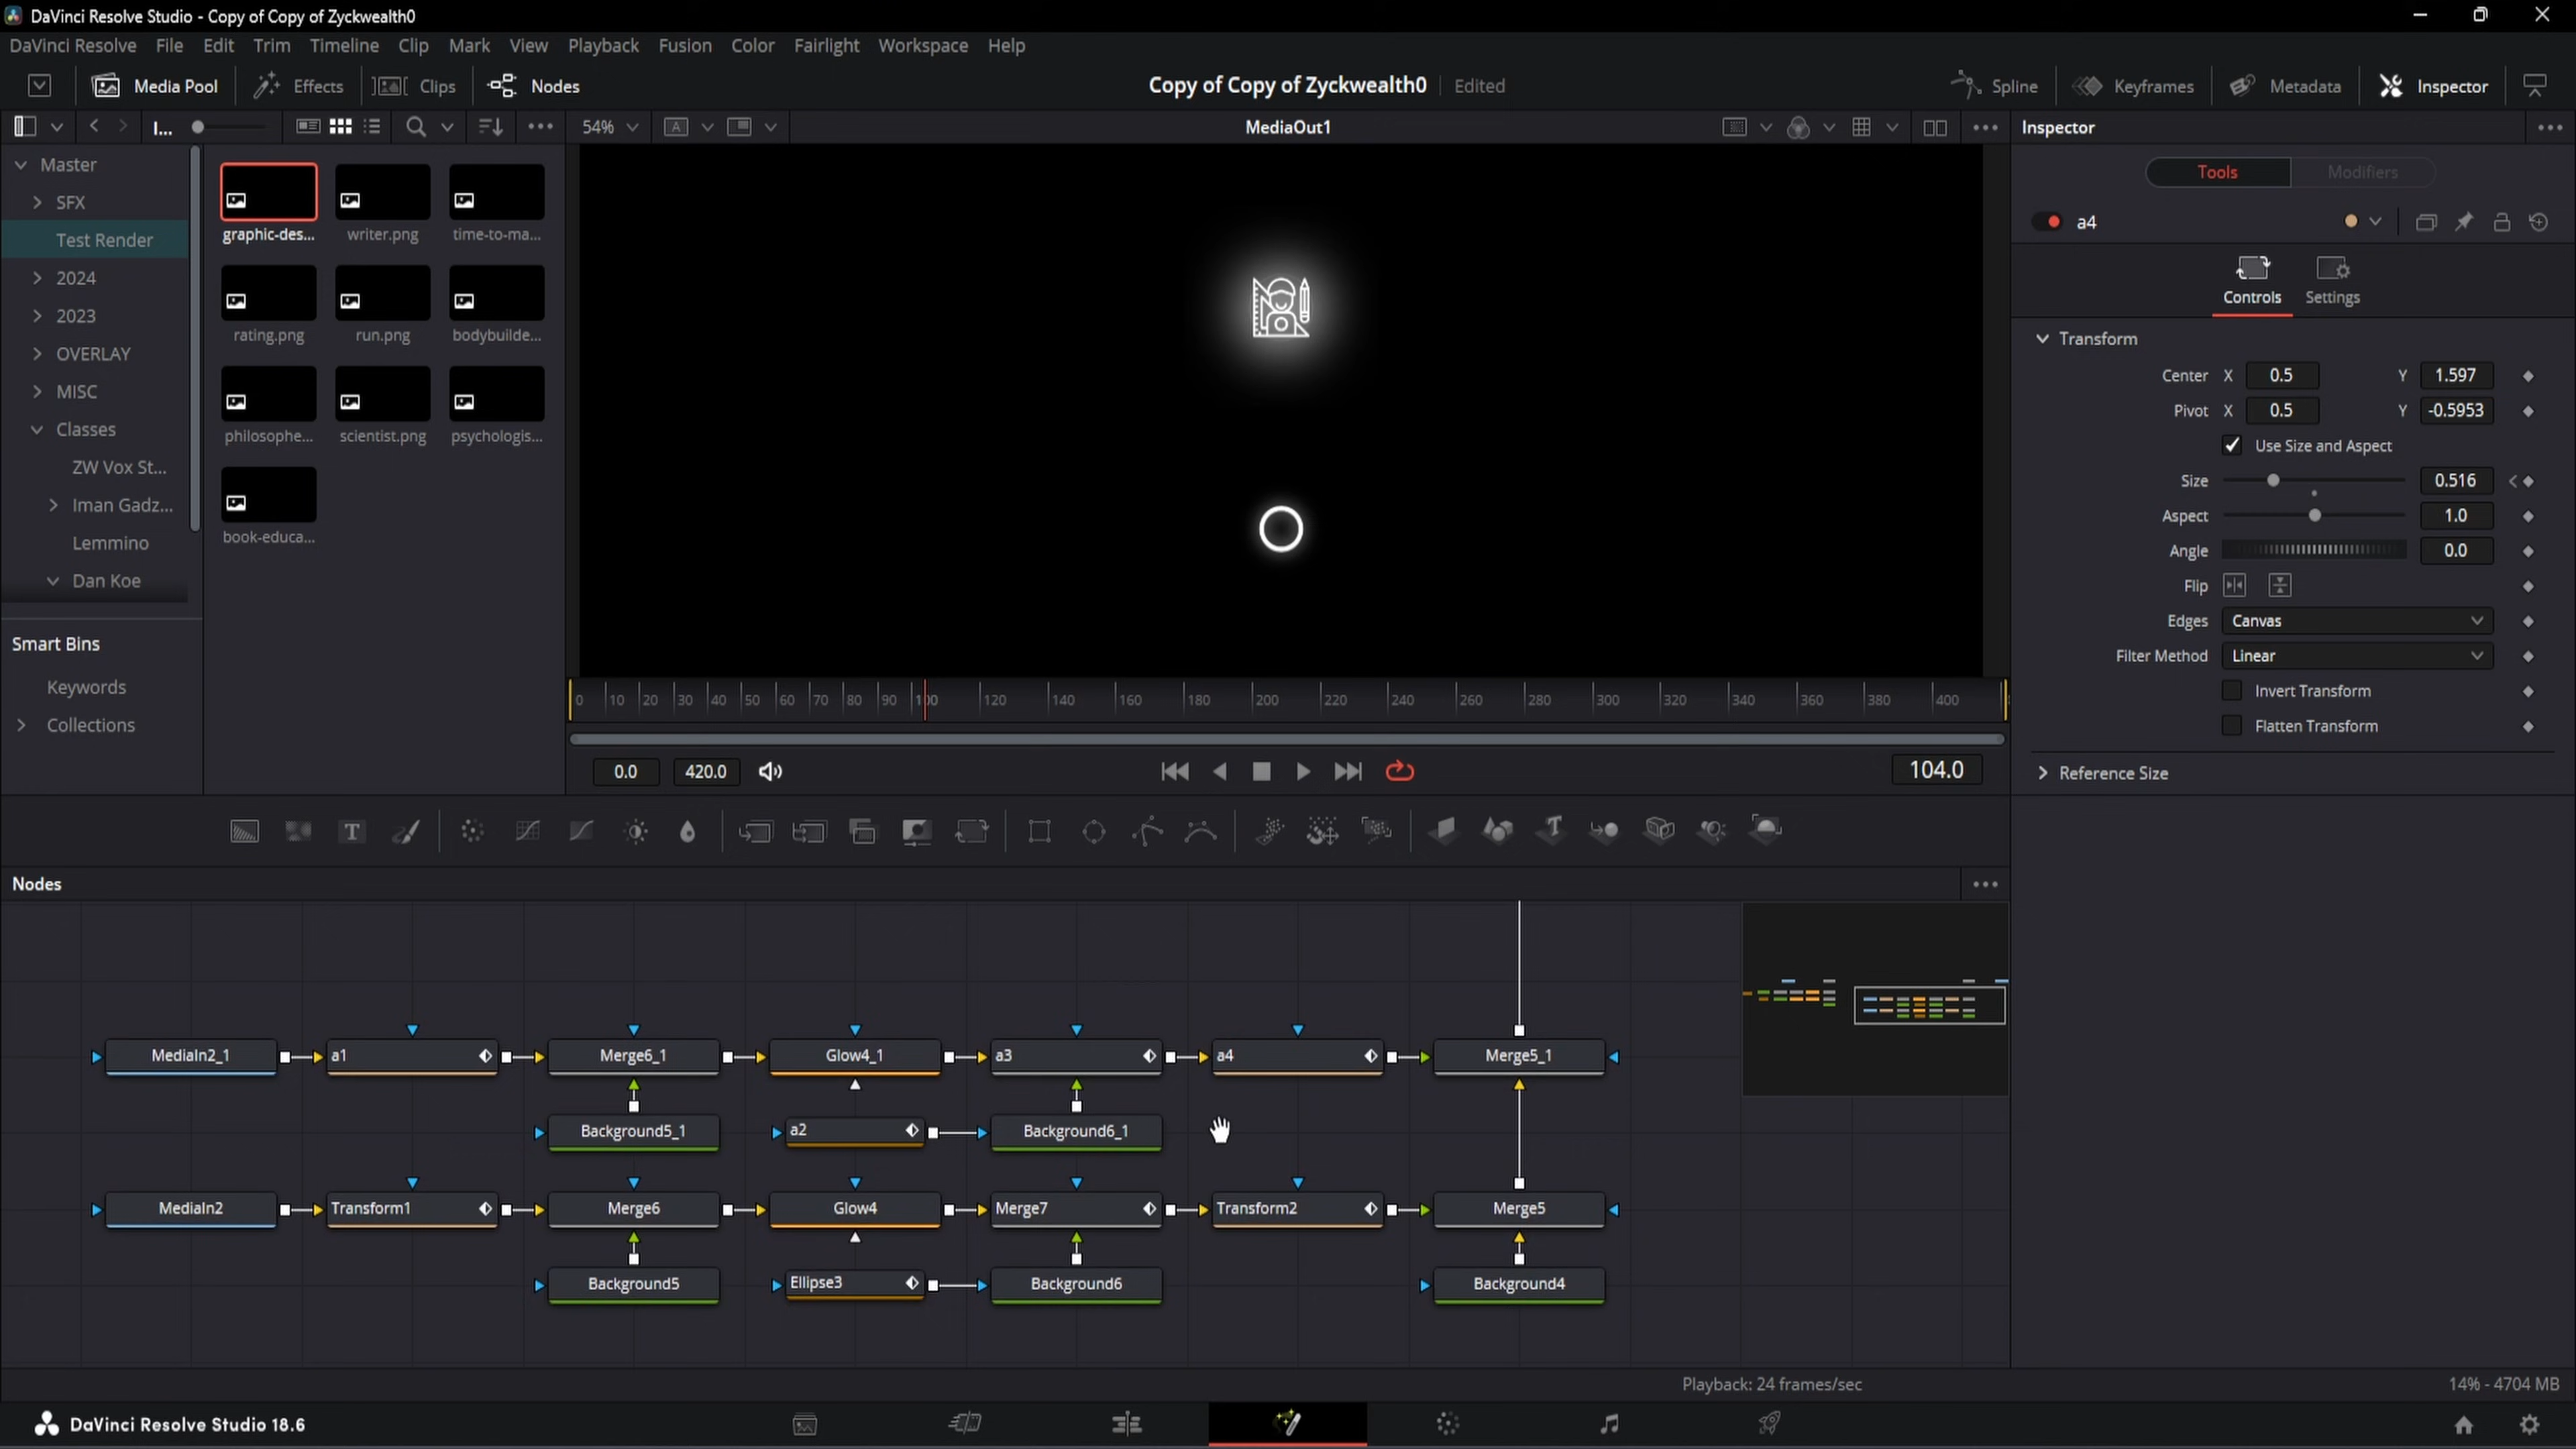 DaVinci Resolve Studio - Copy of Copy of Zyckwealth0
DaVinci Resolve File Edit Trim Timeline Clip Mark View Playback Fusion Color Fairlight Workspace Help
Media Pool Effects Clips Nodes Copy of Copy of Zyckwealth0 Edited Spline Keyframes Metadata Inspector
I... 54% A MediaOut1 Inspector
Master
SFX
Test Render
2024
2023
OVERLAY
MISC
Classes
ZW Vox St...
Iman Gadz...
Lemmino
Dan Koe
Smart Bins
Keywords
Collections
graphic-des... writer.png time-to-ma...
rating.png run.png bodybuilde...
philosophe... scientist.png psychologis...
book-educa...
0 10 20 30 40 50 60 70 80 90 100 120 140 160 180 200 220 240 260 280 300 320 340 360 380 400
0.0 420.0 104.0
Tools Modifiers
a4
Controls Settings
Transform
Center X 0.5 Y 1.597
Pivot X 0.5 Y -0.5953
Use Size and Aspect
Size 0.516
Aspect 1.0
Angle 0.0
Flip
Edges Canvas
Filter Method Linear
Invert Transform
Flatten Transform
Reference Size
T T
Nodes
MediaIn2_1 a1 Merge6_1 Glow4_1 a3 a4 Merge5_1
Background5_1 a2 Background6_1
MediaIn2 Transform1 Merge6 Glow4 Merge7 Transform2 Merge5
Background5 Ellipse3 Background6 Background4
Playback: 24 frames/sec 14% - 4704 MB
DaVinci Resolve Studio 18.6